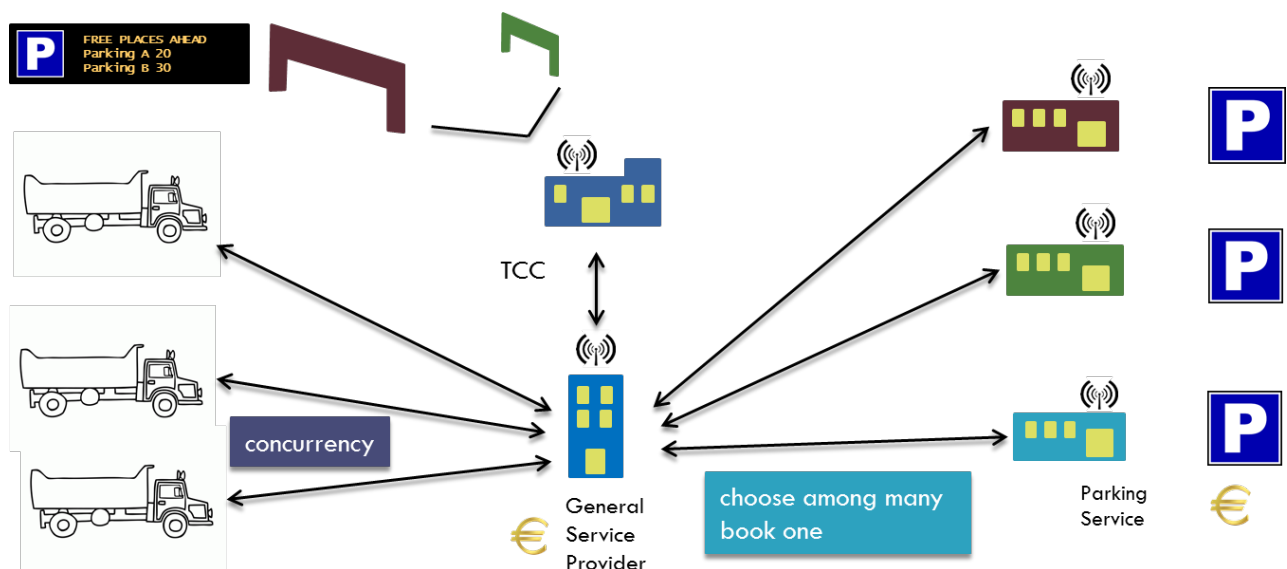 P
FREE PLACES AHEAD
Parking A 20
Parking B 30
P
TCC
P
concurrency
P
choose among many
book one
General
Service
Provider
€
Parking
Service
€